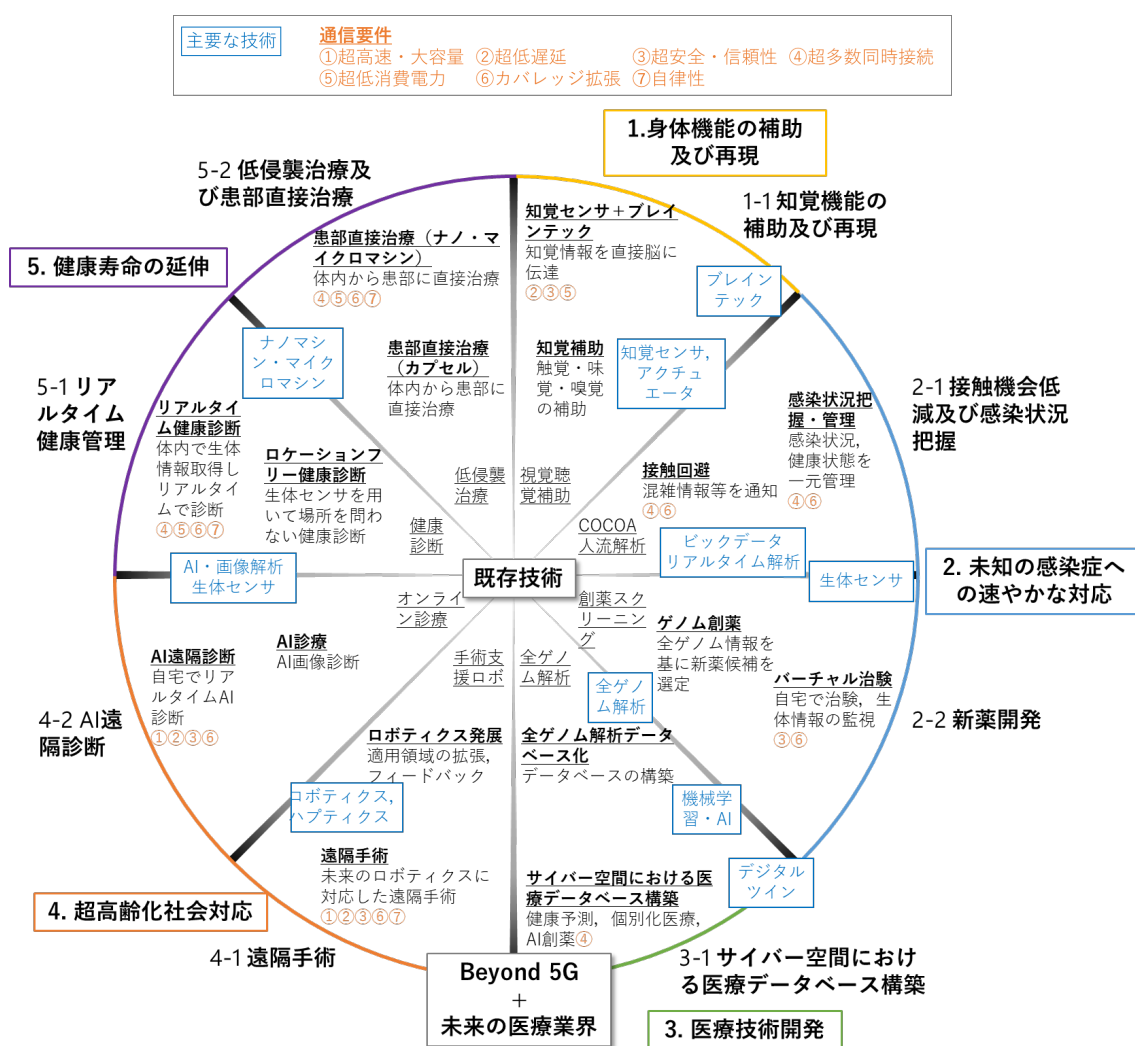 主要な技術
通信要件
①超高速・大容量 ②超低遅延 ③超安全・信頼性 ④超多数同時接続
⑤超低消費電力 ⑥カバレッジ拡張 ⑦自律性
1.身体機能の補助
及び再現
1-1 知覚機能の
補助及び再現
知覚センサ＋ブレイ
ンテック
知覚情報を直接脳に
伝達
②③⑤
ブレイン
テック
知覚補助
触覚・味
覚・嗅覚
の補助
知覚センサ，
アクチュ
エータ
視覚聴
覚補助
2-1 接触機会低
減及び感染状況
把握
感染状況把
握・管理
感染状況，
健康状態を
一元管理
④⑥
接触回避
混雑情報等を通知
④⑥
COCOA
人流解析
ビックデータ
リアルタイム解析
生体センサ
2. 未知の感染症へ
の速やかな対応
創薬スク
リーニン
グ
ゲノム創薬
全ゲノム情報を
基に新薬候補を
選定
バーチャル治験
自宅で治験，生
体情報の監視
③⑥
2-2 新薬開発
全ゲノ
ム解析
全ゲノ
ム解析
全ゲノム解析データ
ベース化
データベースの構築
機械学
習・AI
デジタル
ツイン
サイバー空間における医
療データベース構築
健康予測，個別化医療，
AI創薬④
3-1 サイバー空間におけ
る医療データベース構築
3. 医療技術開発
Beyond 5G
+
未来の医療業界
手術支
援ロボ
ロボティクス発展
適用領域の拡張，
フィードバック
ロボティクス，
ハプティクス
遠隔手術
未来のロボティクスに
対応した遠隔手術
①②③⑥⑦
4-1 遠隔手術
4. 超高齢化社会対応
オンライ
ン診療
AI診療
AI画像診断
AI遠隔診断
自宅でリア
ルタイムAI
診断
①②③⑥
4-2 AI遠
隔診断
AI・画像解析
生体センサ
既存技術
健康
診断
ロケーションフ
リー健康診断
生体センサを用
いて場所を問わ
ない健康診断
リアルタイ
ム健康診断
体内で生体
情報取得し
リアルタイ
ムで診断
④⑤⑥⑦
5-1 リア
ルタイム
健康管理
5. 健康寿命の延伸
ナノマシ
ン・マイク
ロマシン
低侵襲
治療
患部直接治療
（カプセル）
体内から患部に
直接治療
患部直接治療（ナノ・マ
イクロマシン）
体内から患部に直接治療
④⑤⑥⑦
5-2 低侵襲治療及
び患部直接治療